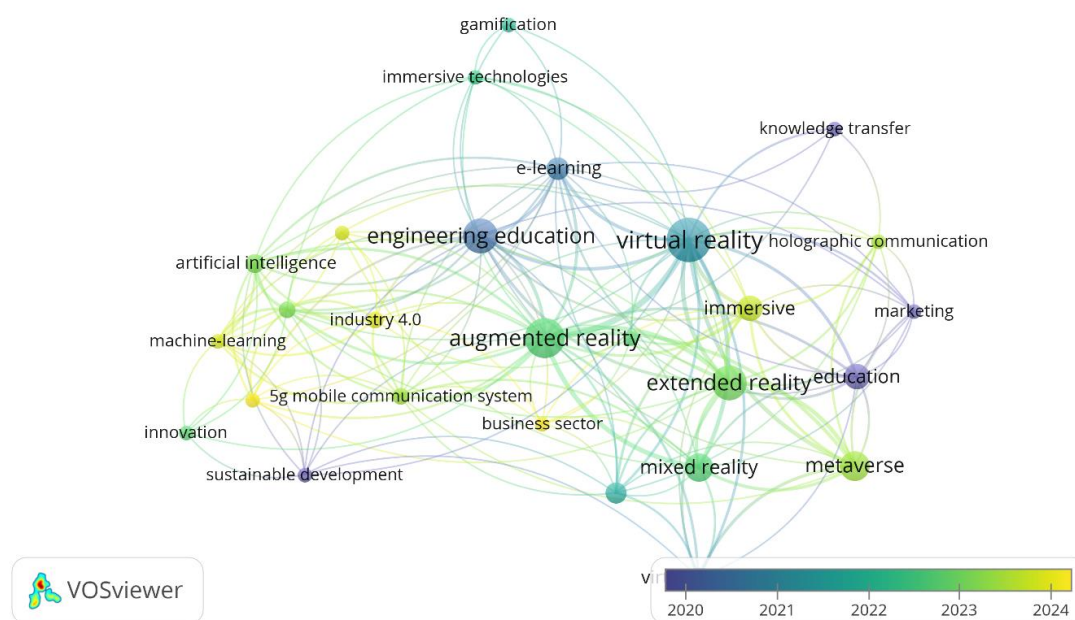 gamification
immersive technologies
knowledge transfer
e-learning
engineering education
virtual reality
holographic communication
artificial intelligence
immersive
marketing
industry 4.0
augmented reality
machine-learning
extended reality
education
5g mobile communication system
business sector
innovation
mixed reality
metaverse
sustainable development
VOSviewer
2020
2021
2022
2023
2024